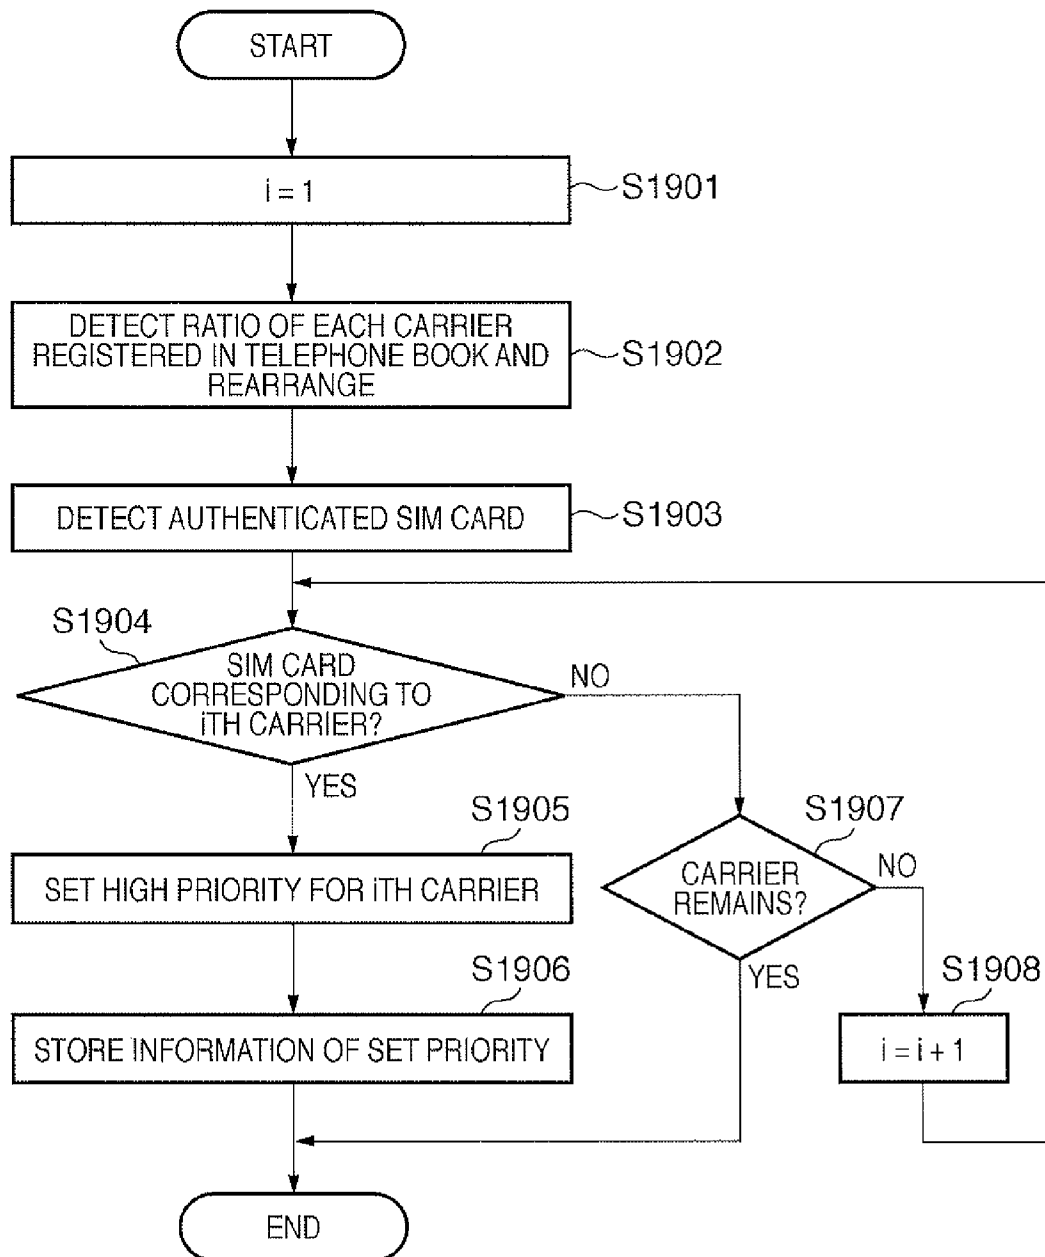 START
i = 1
S1901
DETECT RATIO OF EACH CARRIER
REGISTERED IN TELEPHONE BOOK AND
REARRANGE
S1902
DETECT AUTHENTICATED SIM CARD
S1903
S1904
SIM CARD
CORRESPONDING TO
iTH CARRIER?
NO
YES
S1905
SET HIGH PRIORITY FOR iTH CARRIER
S1907
CARRIER
REMAINS?
NO
YES
S1906
STORE INFORMATION OF SET PRIORITY
S1908
i = i + 1
END